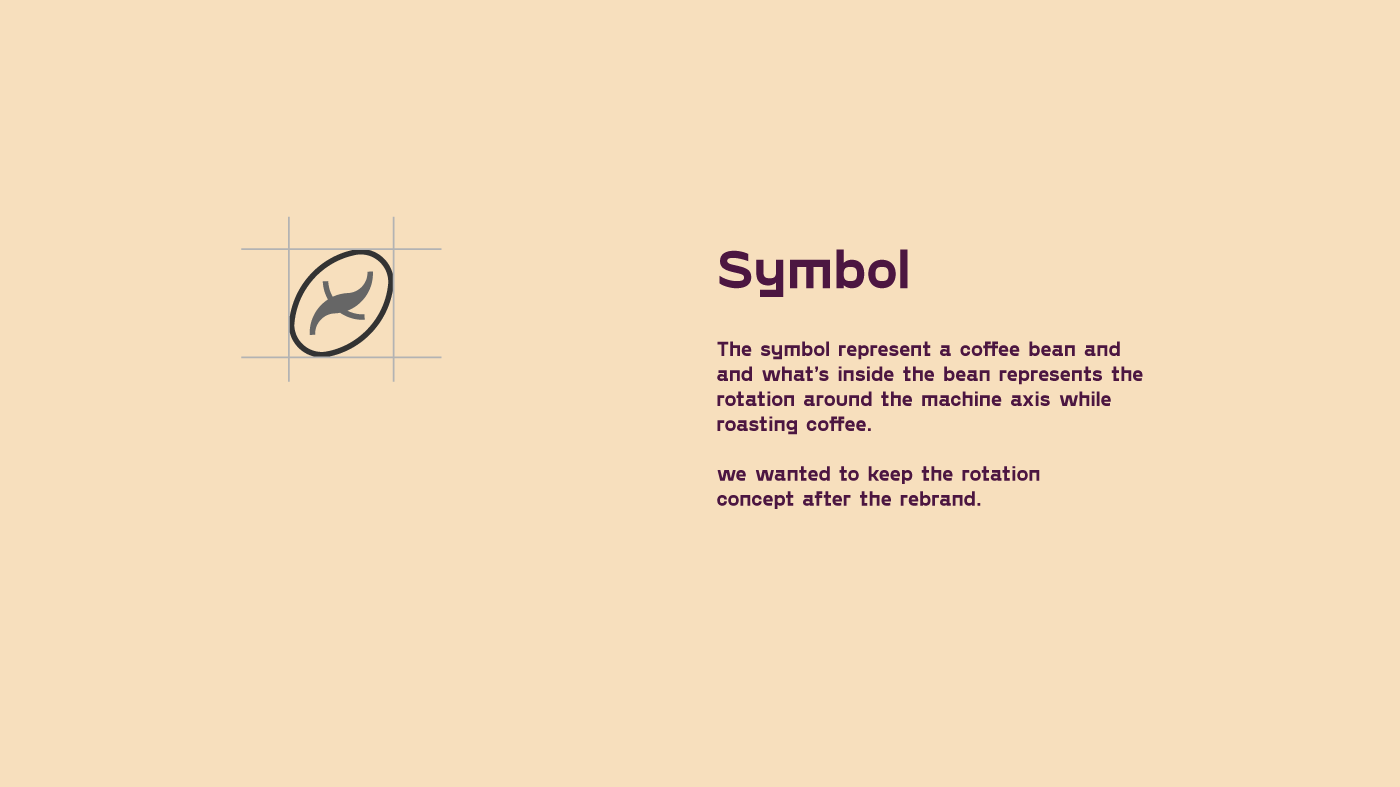 Symbol
The symbol represent a coffee bean and
and what's inside the bean represents the
rotation around the machine axis while
roasting coffee.
we wanted to keep the rotation
concept after the rebrand.